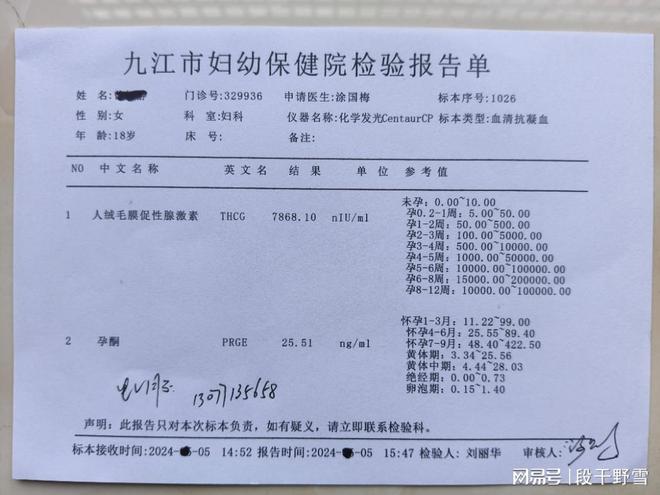 九江市妇幼保健院检验报告单
姓 名: 门诊号:329936 申请医生:涂国梅 标本序号:1026
性 别:女 科 室:妇科 仪器名称:化学发光CentaurCP 标本类型:血清抗凝血
年 龄:18岁 床 号: 备注:
NO 中文名称 英文名 结果 单位 参考值
1 人绒毛膜促性腺激素 THCG 7868.10 nIU/ml
未孕: 0.00~10.00
孕0.2-1周: 5.00~50.00
孕1-2周: 50.00~500.00
孕2-3周: 100.00~5000.00
孕3-4周: 500.00~10000.00
孕4-5周: 1000.00~50000.00
孕5-6周: 10000.00~100000.00
孕6-8周: 15000.00~200000.00
孕8-12周: 10000.00~100000.00
2 孕酮 PRGE 25.51 ng/ml
怀孕1-3月: 11.22~99.00
怀孕4-6月: 25.55~89.40
怀孕7-9月: 48.40~422.50
黄体期: 3.34~25.56
黄体中期: 4.44~28.03
绝经期: 0.00~0.73
卵泡期: 0.15~1.40
13077135658
声明: 此报告只对本次标本负责,如有疑义,请立即联系检验科。
标本接收时间:2024- -05 14:52 报告时间:2024- -05 15:47 检验人: 刘丽华 审核人:
网易号 | 段干野雪